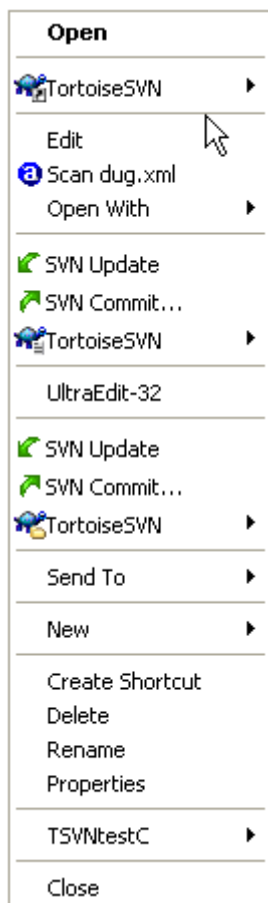 Open
TortoiseSVN
Edit
Scan dug.xml
Open With
SVN Update
SVN Commit...
TortoiseSVN
UltraEdit-32
SVN Update
SVN Commit...
TortoiseSVN
Send To
New
Create Shortcut
Delete
Rename
Properties
TSVNtestC
Close